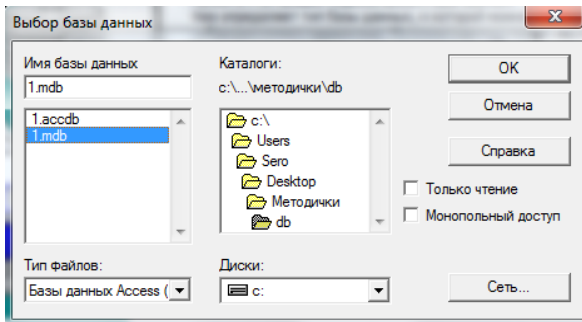 Выбор базы данных
Имя базы данных
1.mdb
1.accdb
1.mdb
Тип файлов:
Базы данных Access (
Каталоги:
c:\...\методички\db
c:\
Users
Sero
Desktop
Методички
db
Диски:
c:
OK
Отмена
Справка
Только чтение
Монопольный доступ
Сеть...